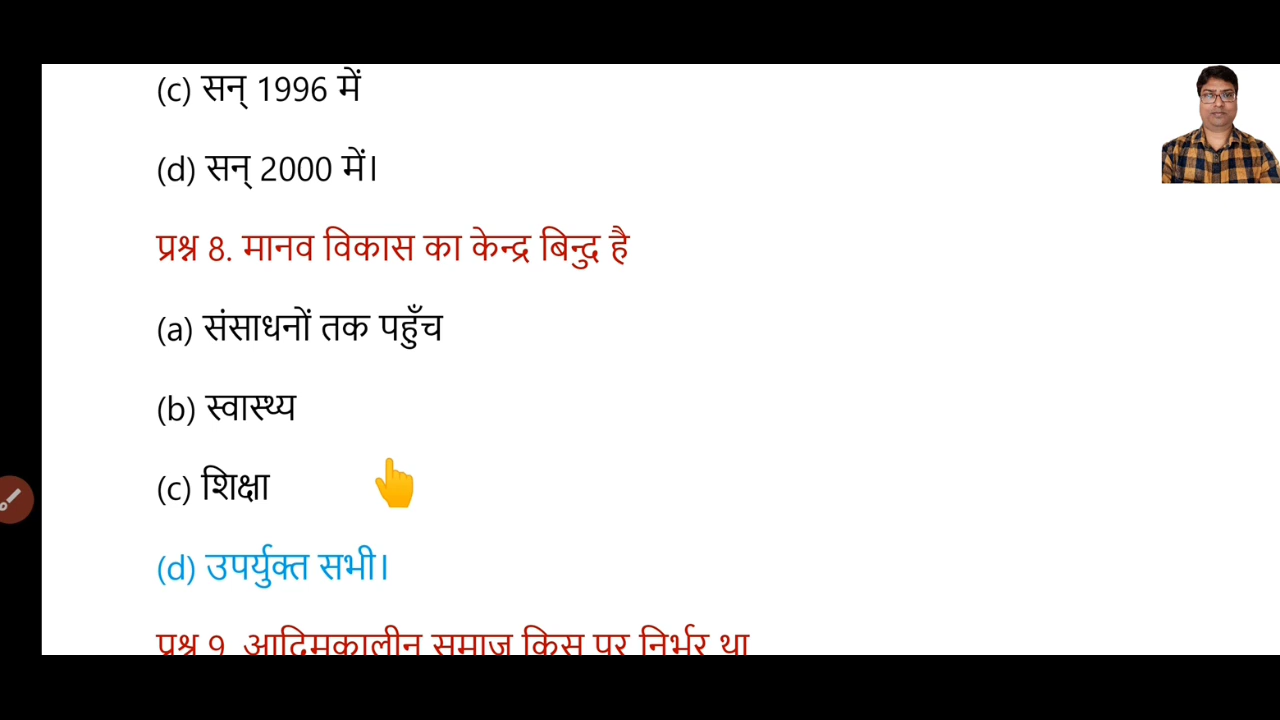 (c) सन् 1996 में
(d) सन् 2000 में।
प्रश्न 8. मानव विकास का केन्द्र बिन्दु है
(a) संसाधनों तक पहुँच
(b) स्वास्थ्य
(c) शिक्षा
(d) उपर्युक्त सभी।
प्रश्न 9. आदिमकालीन समाज किस पर निर्भर था